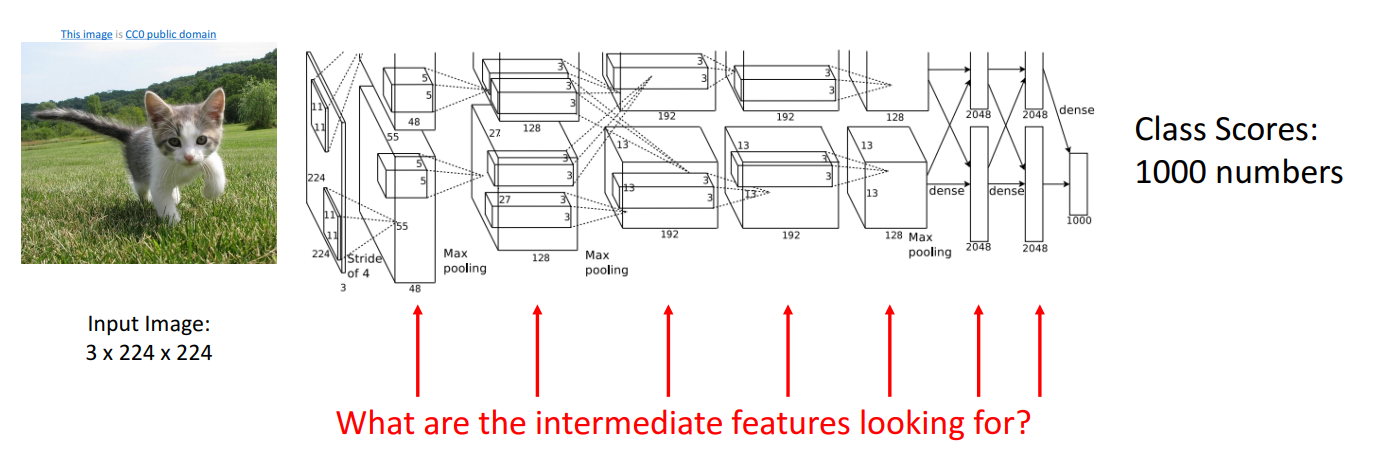 This image is CC0 public domain
11
11
224
11
11
224
3
Stride
of 4
5
5
48
55
5
5
55
48
Max
pooling
3
3
3
128
27
3
3
27
3
3
128
Max
pooling
3
3
192
13
3
13
3
192
3
3
192
13
3
13
192
128
13
13
128
Max
pooling
2048
2048
dense
dense
dense
2048
2048
1000
Class Scores:
1000 numbers
Input Image:
3 x 224 x 224
What are the intermediate features looking for?